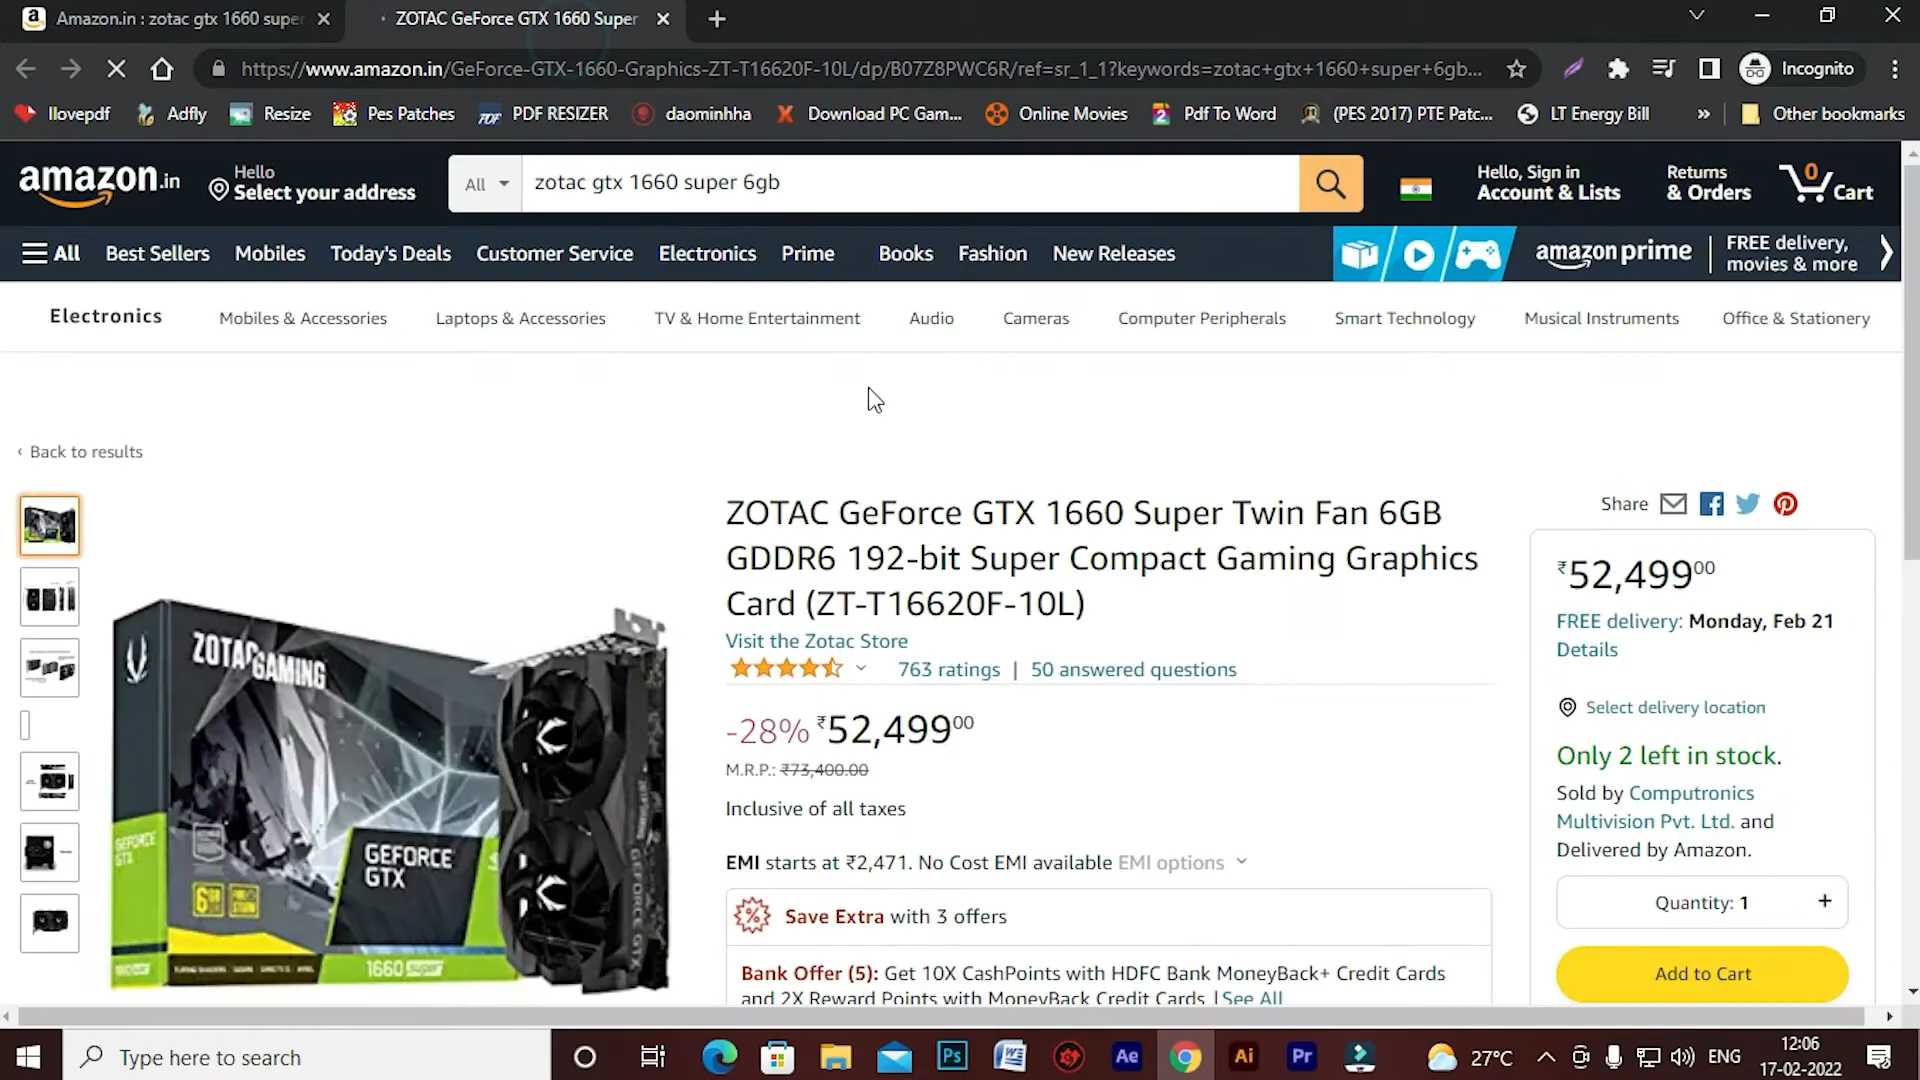 Amazon.in : zotac gtx 1660 super
ZOTAC GeForce GTX 1660 Super
https://www.amazon.in/GeForce-GTX-1660-Graphics-ZT-T16620F-10L/dp/B07Z8PWC6R/ref=sr_1_1?keywords=zotac+gtx+1660+super+6gb...
Incognito
Ilovepdf
Adfly
Resize
Pes Patches
PDF RESIZER
daominhha
Download PC Gam...
Online Movies
Pdf To Word
(PES 2017) PTE Patc...
LT Energy Bill
»
Other bookmarks
amazon.in
Hello
Select your address
All
zotac gtx 1660 super 6gb
Hello, Sign in
Account & Lists
Returns
& Orders
0
Cart
All
Best Sellers
Mobiles
Today's Deals
Customer Service
Electronics
Prime
Books
Fashion
New Releases
amazon prime
FREE delivery,
movies & more
Electronics
Mobiles & Accessories
Laptops & Accessories
TV & Home Entertainment
Audio
Cameras
Computer Peripherals
Smart Technology
Musical Instruments
Office & Stationery
‹ Back to results
ZOTAC GAMING
GEFORCE
GTX
GEFORCE
GTX
6GB
1660 SUPER
GEFORCE GTX
ZOTAC GeForce GTX 1660 Super Twin Fan 6GB
GDDR6 192-bit Super Compact Gaming Graphics
Card (ZT-T16620F-10L)
Visit the Zotac Store
763 ratings | 50 answered questions
-28% ₹52,49900
M.R.P.: ₹73,400.00
Inclusive of all taxes
EMI starts at ₹2,471. No Cost EMI available EMI options
Save Extra with 3 offers
Bank Offer (5): Get 10X CashPoints with HDFC Bank MoneyBack+ Credit Cards
and 2X Reward Points with MoneyBack Credit Cards | See All
Share
₹52,49900
FREE delivery: Monday, Feb 21
Details
Select delivery location
Only 2 left in stock.
Sold by Computronics
Multivision Pvt. Ltd. and
Delivered by Amazon.
Quantity: 1
+
Add to Cart
Type here to search
Ps
Ae
Ai
Pr
27°C
ENG
12:06
17-02-2022